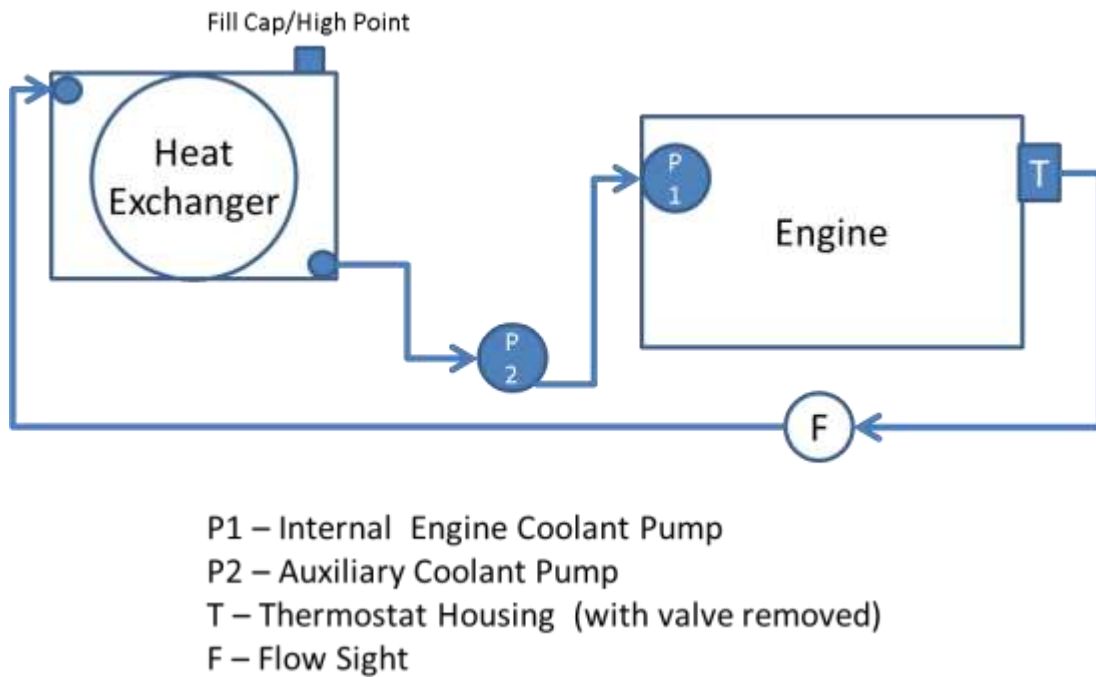 Fill Cap/High Point
Heat
Exchanger
P
1
T
Engine
P
2
F
P1 – Internal Engine Coolant Pump
P2 – Auxiliary Coolant Pump
T – Thermostat Housing (with valve removed)
F – Flow Sight